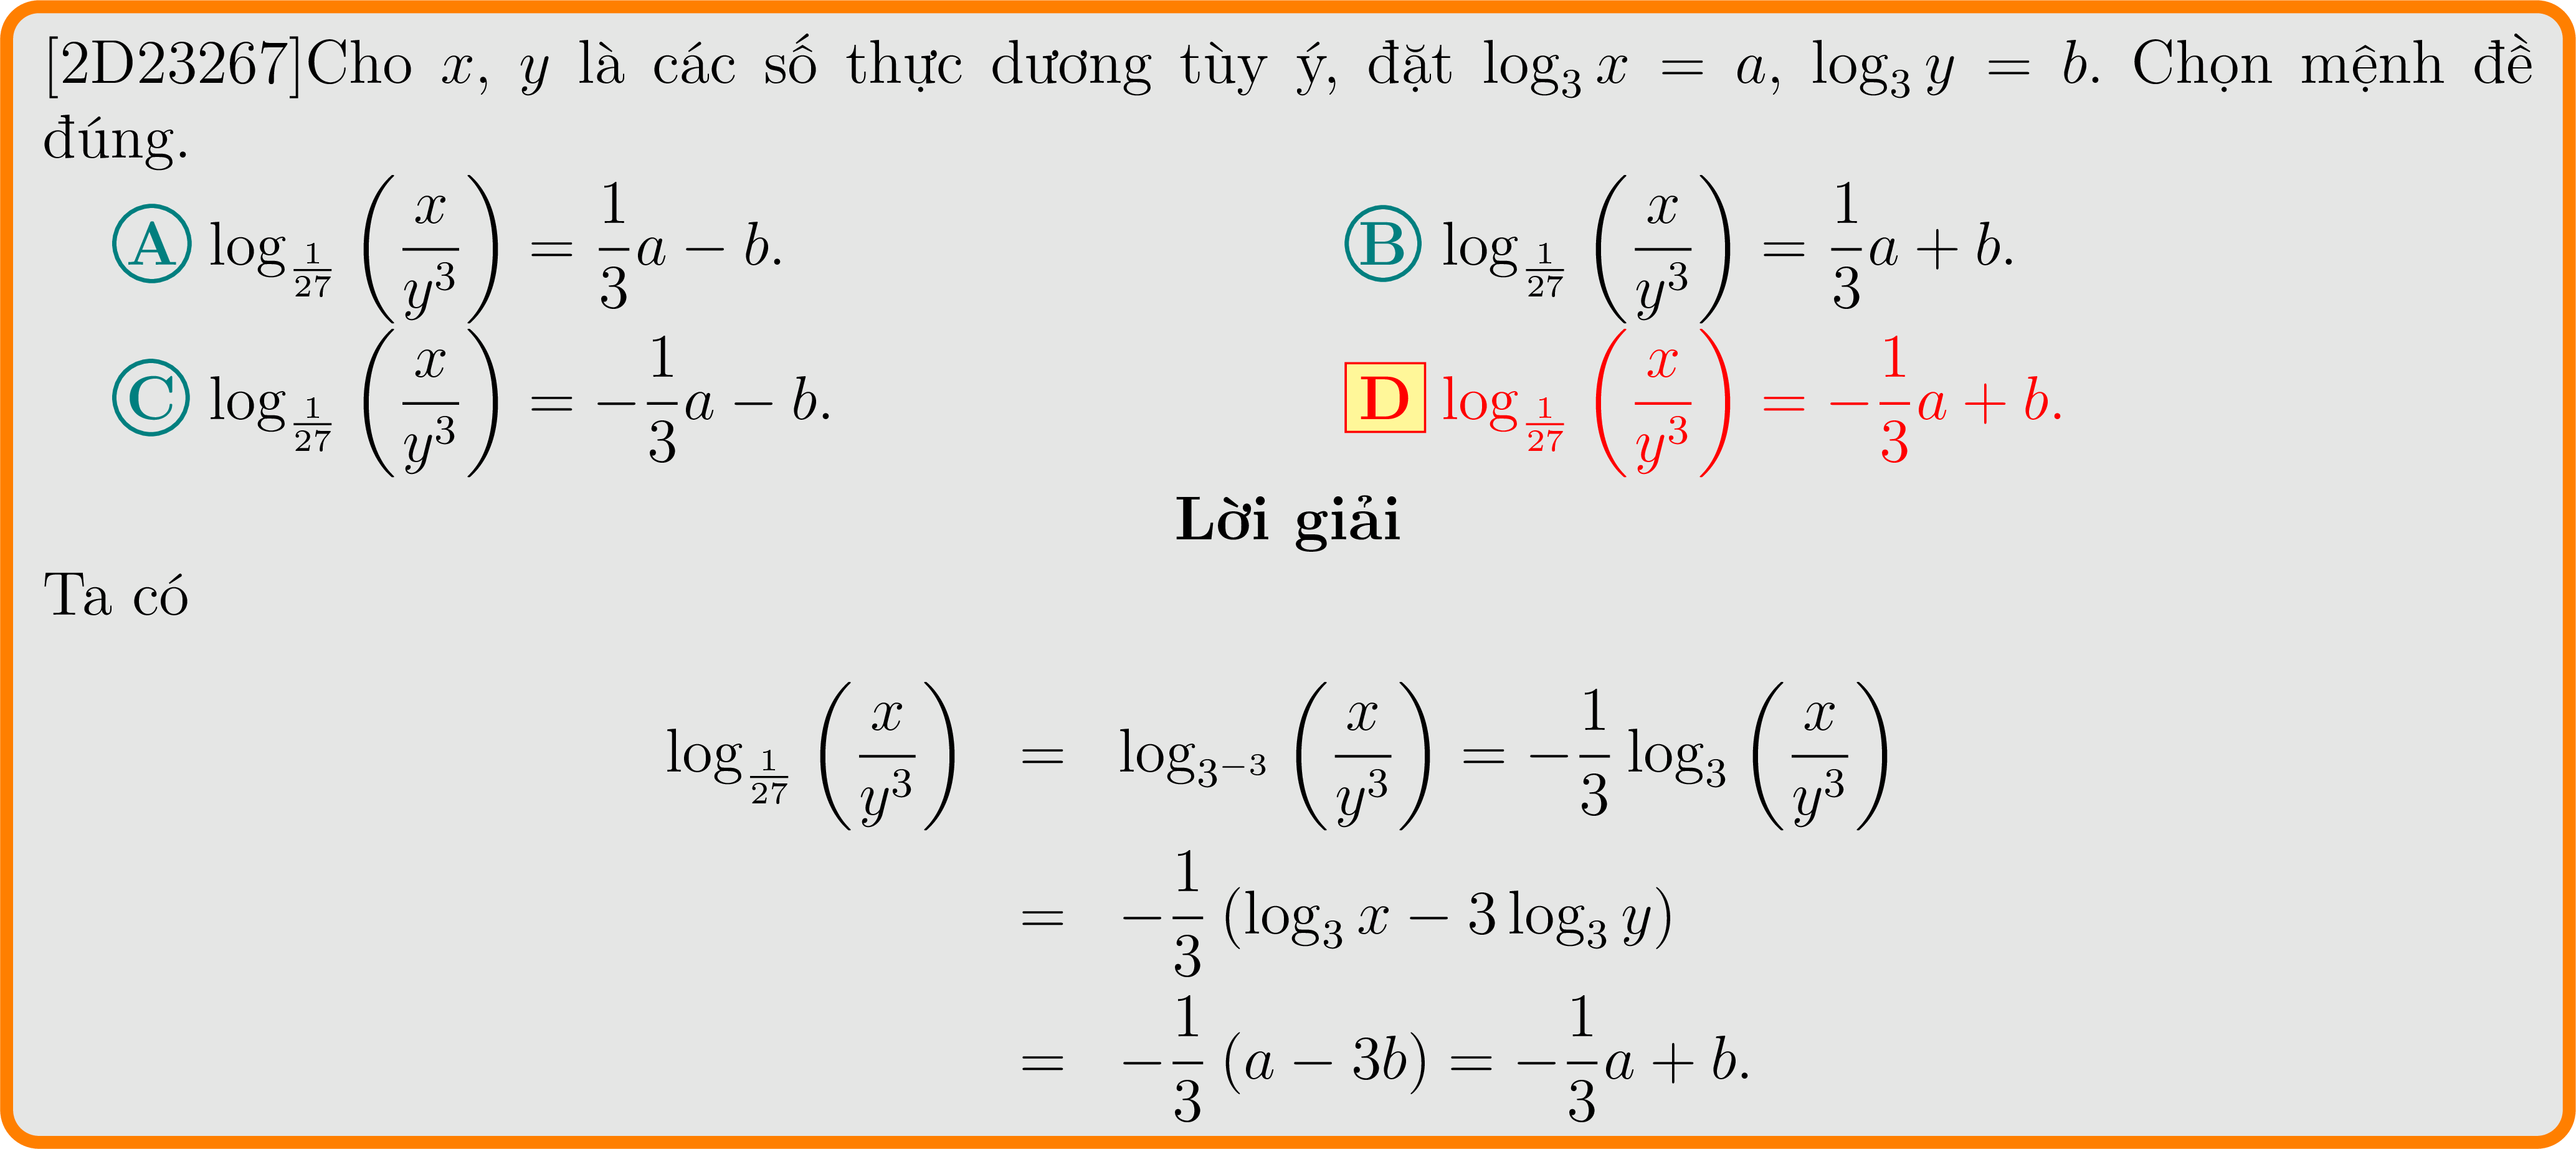 [2D23267]Cho $x$, $y$ là các số thực dương tùy ý, đặt $\log_3 x = a$, $\log_3 y = b$. Chọn mệnh đề
đúng.
A $\log_{\frac{1}{27}} \left(\frac{x}{y^3}\right) = \frac{1}{3}a - b.$ B $\log_{\frac{1}{27}} \left(\frac{x}{y^3}\right) = \frac{1}{3}a + b.$
C $\log_{\frac{1}{27}} \left(\frac{x}{y^3}\right) = -\frac{1}{3}a - b.$ D $\log_{\frac{1}{27}} \left(\frac{x}{y^3}\right) = -\frac{1}{3}a + b.$
Lời giải
Ta có
$\log_{\frac{1}{27}} \left(\frac{x}{y^3}\right) = \log_{3^{-3}} \left(\frac{x}{y^3}\right) = -\frac{1}{3} \log_3 \left(\frac{x}{y^3}\right)$
$= -\frac{1}{3} \left(\log_3 x - 3 \log_3 y\right)$
$= -\frac{1}{3} \left(a - 3b\right) = -\frac{1}{3}a + b.$